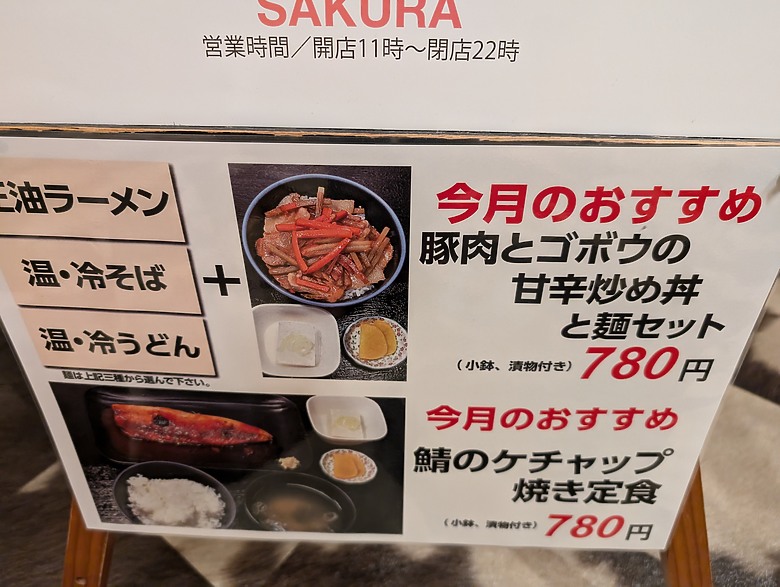 SAKURA
営業時間／開店11時～閉店22時
油ラーメン
温・冷そば
温・冷うどん
麺は上記三種から選んで下さい。
+
今月のおすすめ
豚肉とゴボウの
甘辛炒め丼
と麺セット
（小鉢、漬物付き）780円
今月のおすすめ
鯖のケチャップ
焼き定食
（小鉢、漬物付き）780円